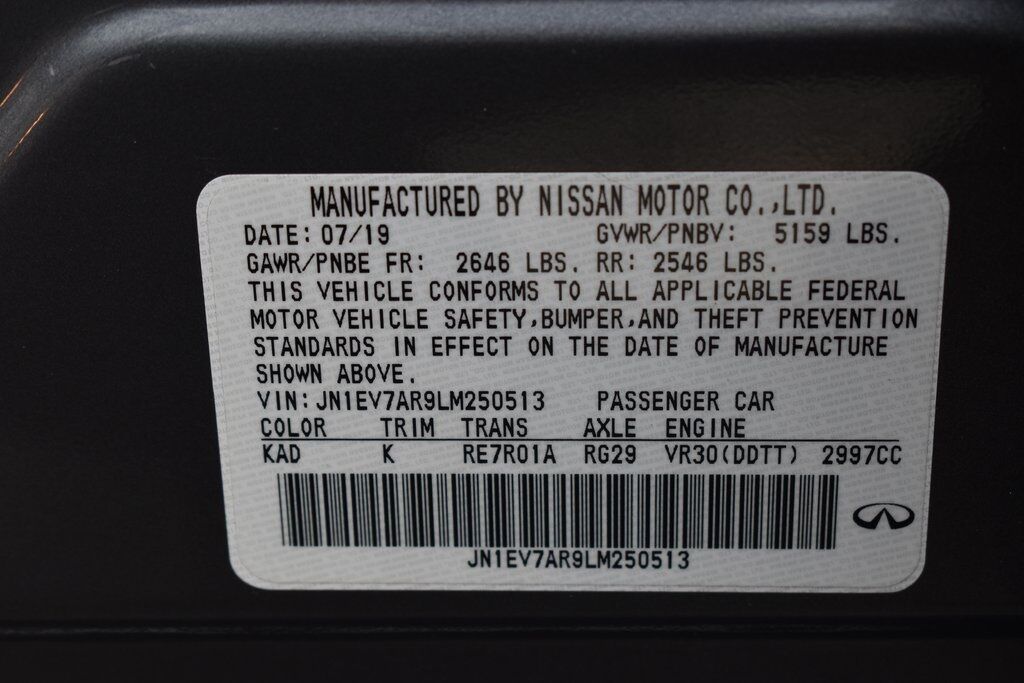 MANUFACTURED BY NISSAN MOTOR CO.,LTD.
DATE: 07/19 GVWR/PNBV: 5159 LBS.
GAWR/PNBE FR: 2646 LBS. RR: 2546 LBS.
THIS VEHICLE CONFORMS TO ALL APPLICABLE FEDERAL
MOTOR VEHICLE SAFETY,BUMPER,AND THEFT PREVENTION
STANDARDS IN EFFECT ON THE DATE OF MANUFACTURE
SHOWN ABOVE.
VIN: JN1EV7AR9LM250513 PASSENGER CAR
COLOR TRIM TRANS AXLE ENGINE
KAD K RE7R01A RG29 VR30(DDTT) 2997CC
JN1EV7AR9LM250513